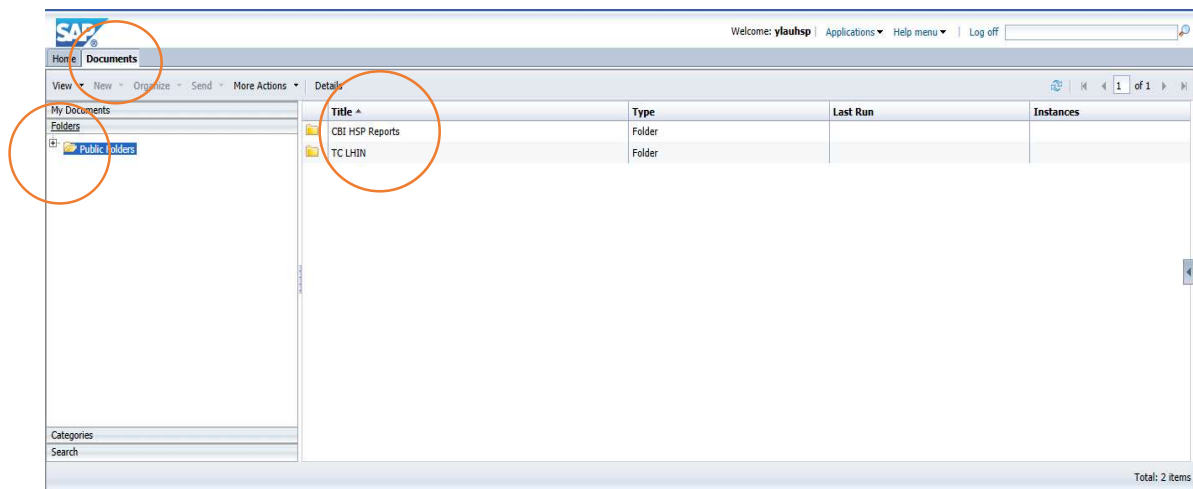 SAP®
Welcome: ylauhsp | Applications Help menu | Log off
Home Documents
View New Organize Send More Actions Details 1 of 1
My Documents
Folders
Public Folders
Title Type Last Run Instances
CBI HSP Reports Folder
TC LHIN Folder
Categories
Search
Total: 2 items